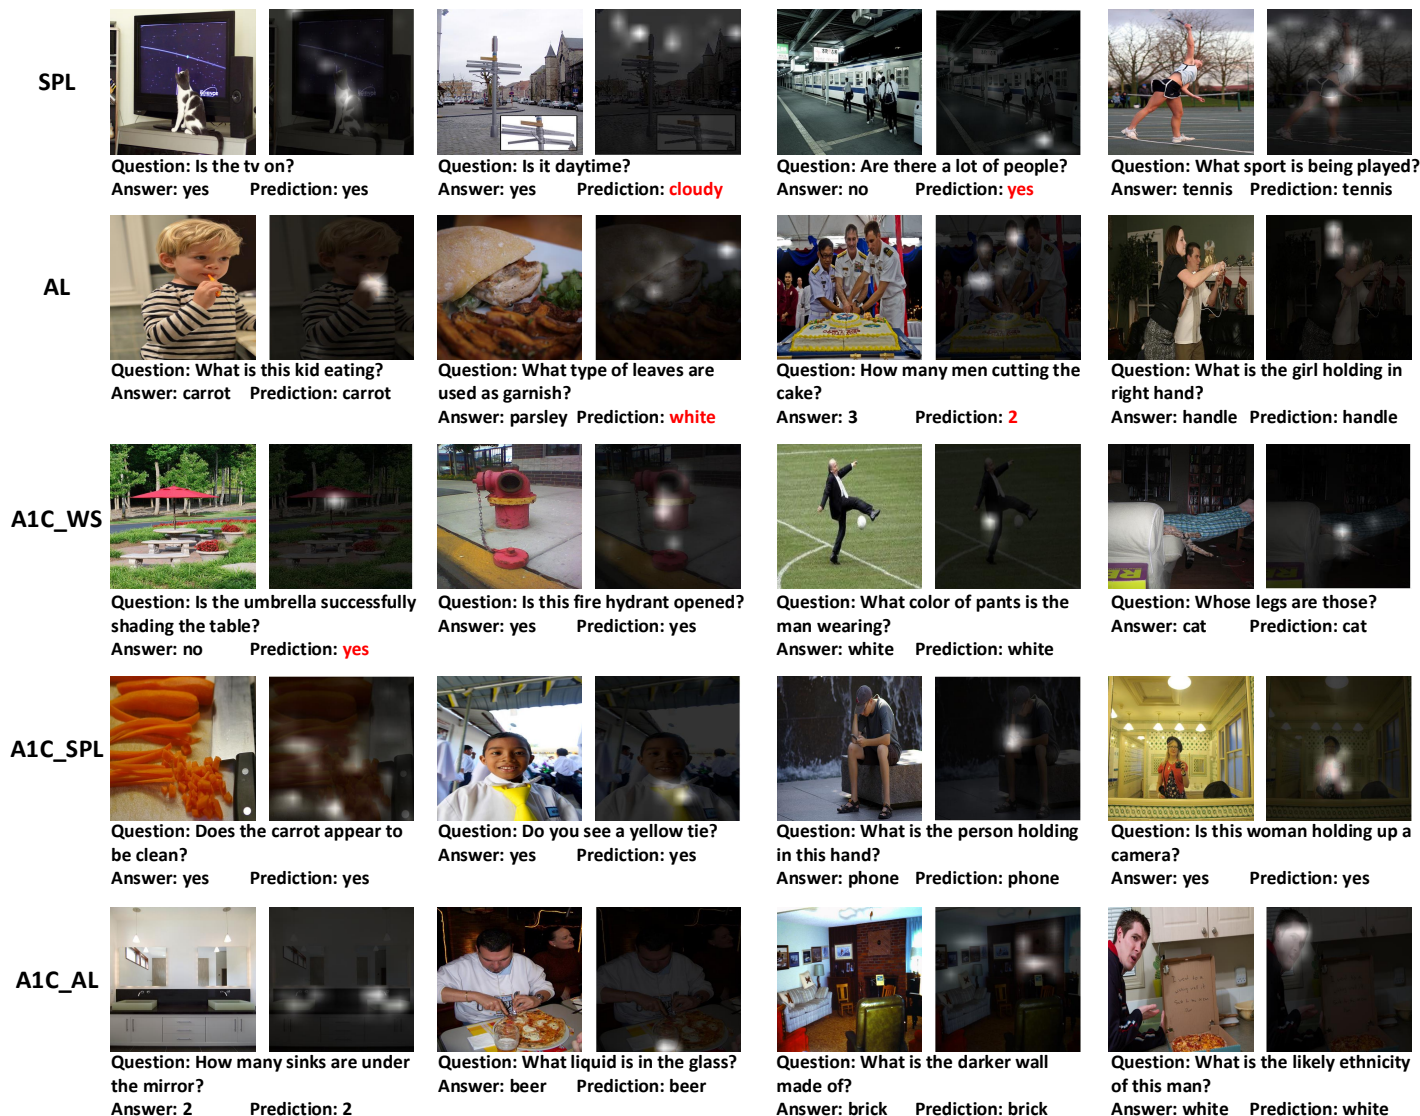 SPL
Question: Is the tv on?
Answer: yes Prediction: yes
Question: Is it daytime?
Answer: yes Prediction: cloudy
Question: Are there a lot of people?
Answer: no Prediction: yes
Question: What sport is being played?
Answer: tennis Prediction: tennis
AL
Question: What is this kid eating?
Answer: carrot Prediction: carrot
Question: What type of leaves are
used as garnish?
Answer: parsley Prediction: white
Question: How many men cutting the
cake?
Answer: 3 Prediction: 2
Question: What is the girl holding in
right hand?
Answer: handle Prediction: handle
A1C_WS
Question: Is the umbrella successfully
shading the table?
Answer: no Prediction: yes
Question: Is this fire hydrant opened?
Answer: yes Prediction: yes
Question: What color of pants is the
man wearing?
Answer: white Prediction: white
Question: Whose legs are those?
Answer: cat Prediction: cat
A1C_SPL
Question: Does the carrot appear to
be clean?
Answer: yes Prediction: yes
Question: Do you see a yellow tie?
Answer: yes Prediction: yes
Question: What is the person holding
in this hand?
Answer: phone Prediction: phone
Question: Is this woman holding up a
camera?
Answer: yes Prediction: yes
A1C_AL
Question: How many sinks are under
the mirror?
Answer: 2 Prediction: 2
Question: What liquid is in the glass?
Answer: beer Prediction: beer
Question: What is the darker wall
made of?
Answer: brick Prediction: brick
Question: What is the likely ethnicity
of this man?
Answer: white Prediction: white